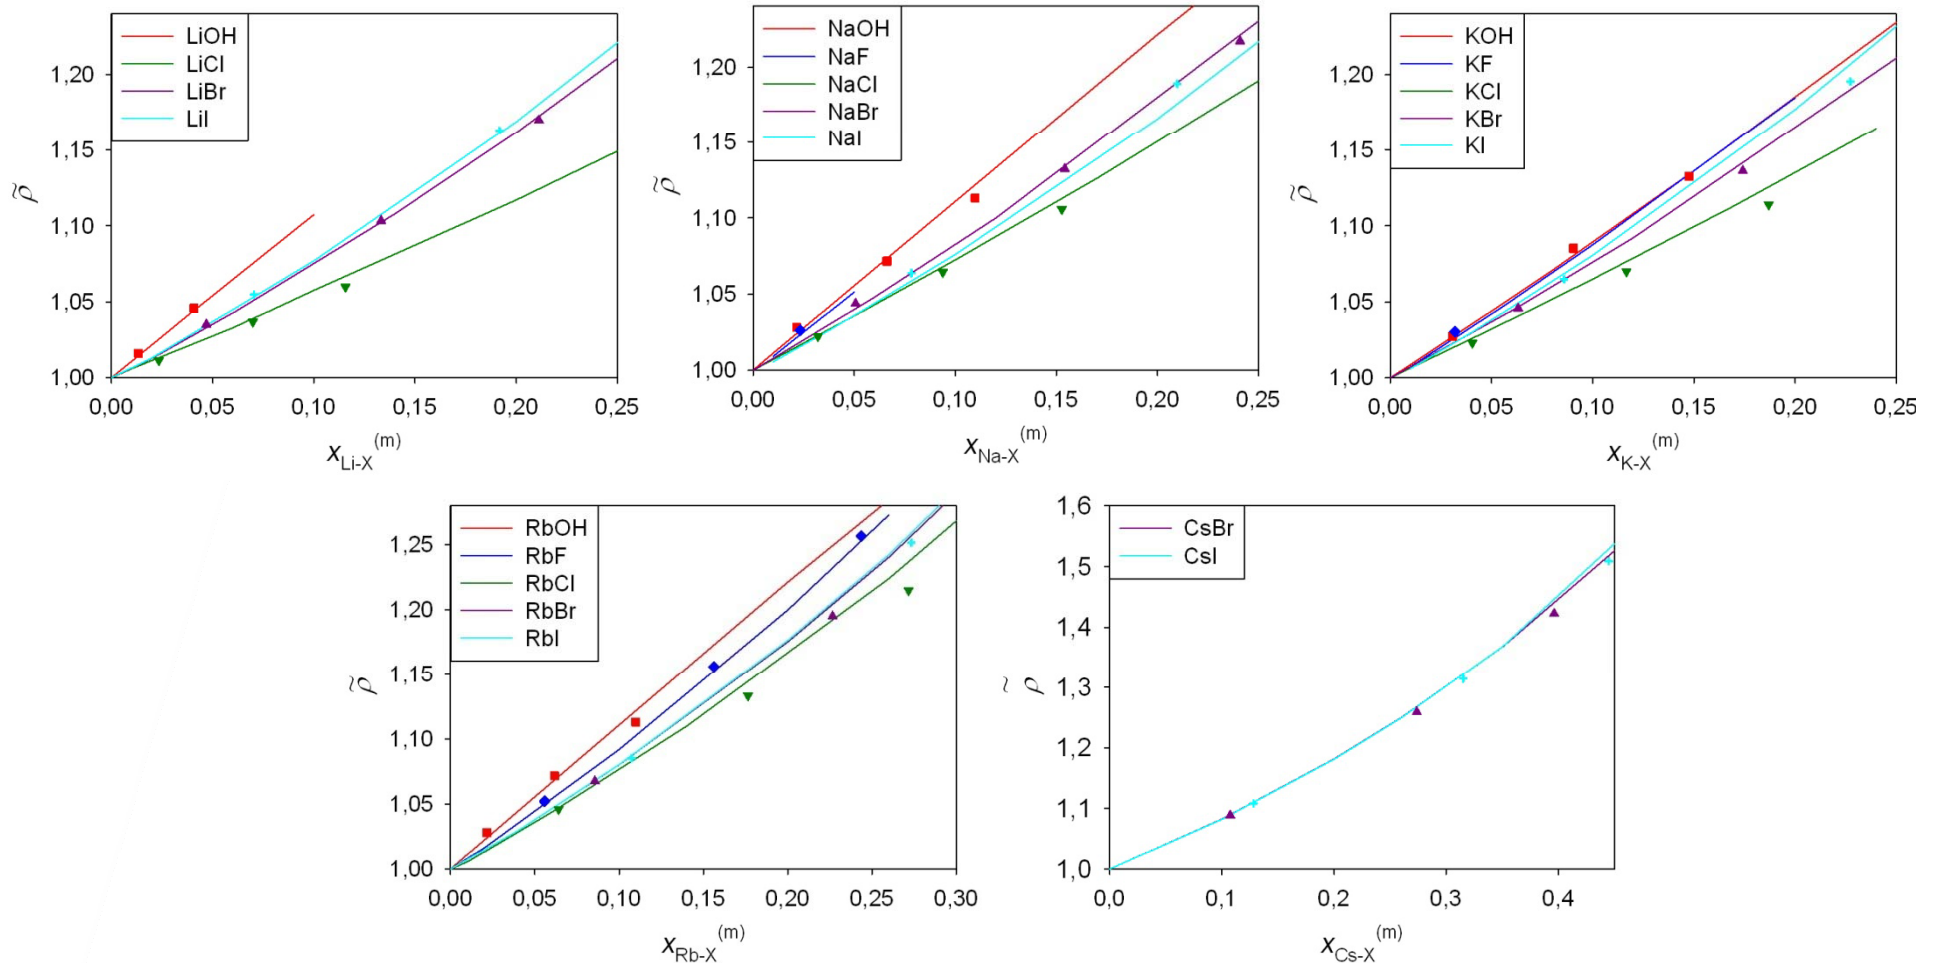 LiOH
LiCl
LiBr
LiI
1,20
1,15
1,10
1,05
1,00
ρ̃
0,00 0,05 0,10 0,15 0,20 0,25
xLi-X(m)
NaOH
NaF
NaCl
NaBr
NaI
1,20
1,15
1,10
1,05
1,00
ρ̃
0,00 0,05 0,10 0,15 0,20 0,25
xNa-X(m)
KOH
KF
KCl
KBr
KI
1,20
1,15
1,10
1,05
1,00
ρ̃
0,00 0,05 0,10 0,15 0,20 0,25
xK-X(m)
RbOH
RbF
RbCl
RbBr
RbI
1,25
1,20
1,15
1,10
1,05
1,00
ρ̃
0,00 0,05 0,10 0,15 0,20 0,25 0,30
xRb-X(m)
CsBr
CsI
1,6
1,5
1,4
1,3
1,2
1,1
1,0
~ ρ
0,0 0,1 0,2 0,3 0,4
xCs-X(m)